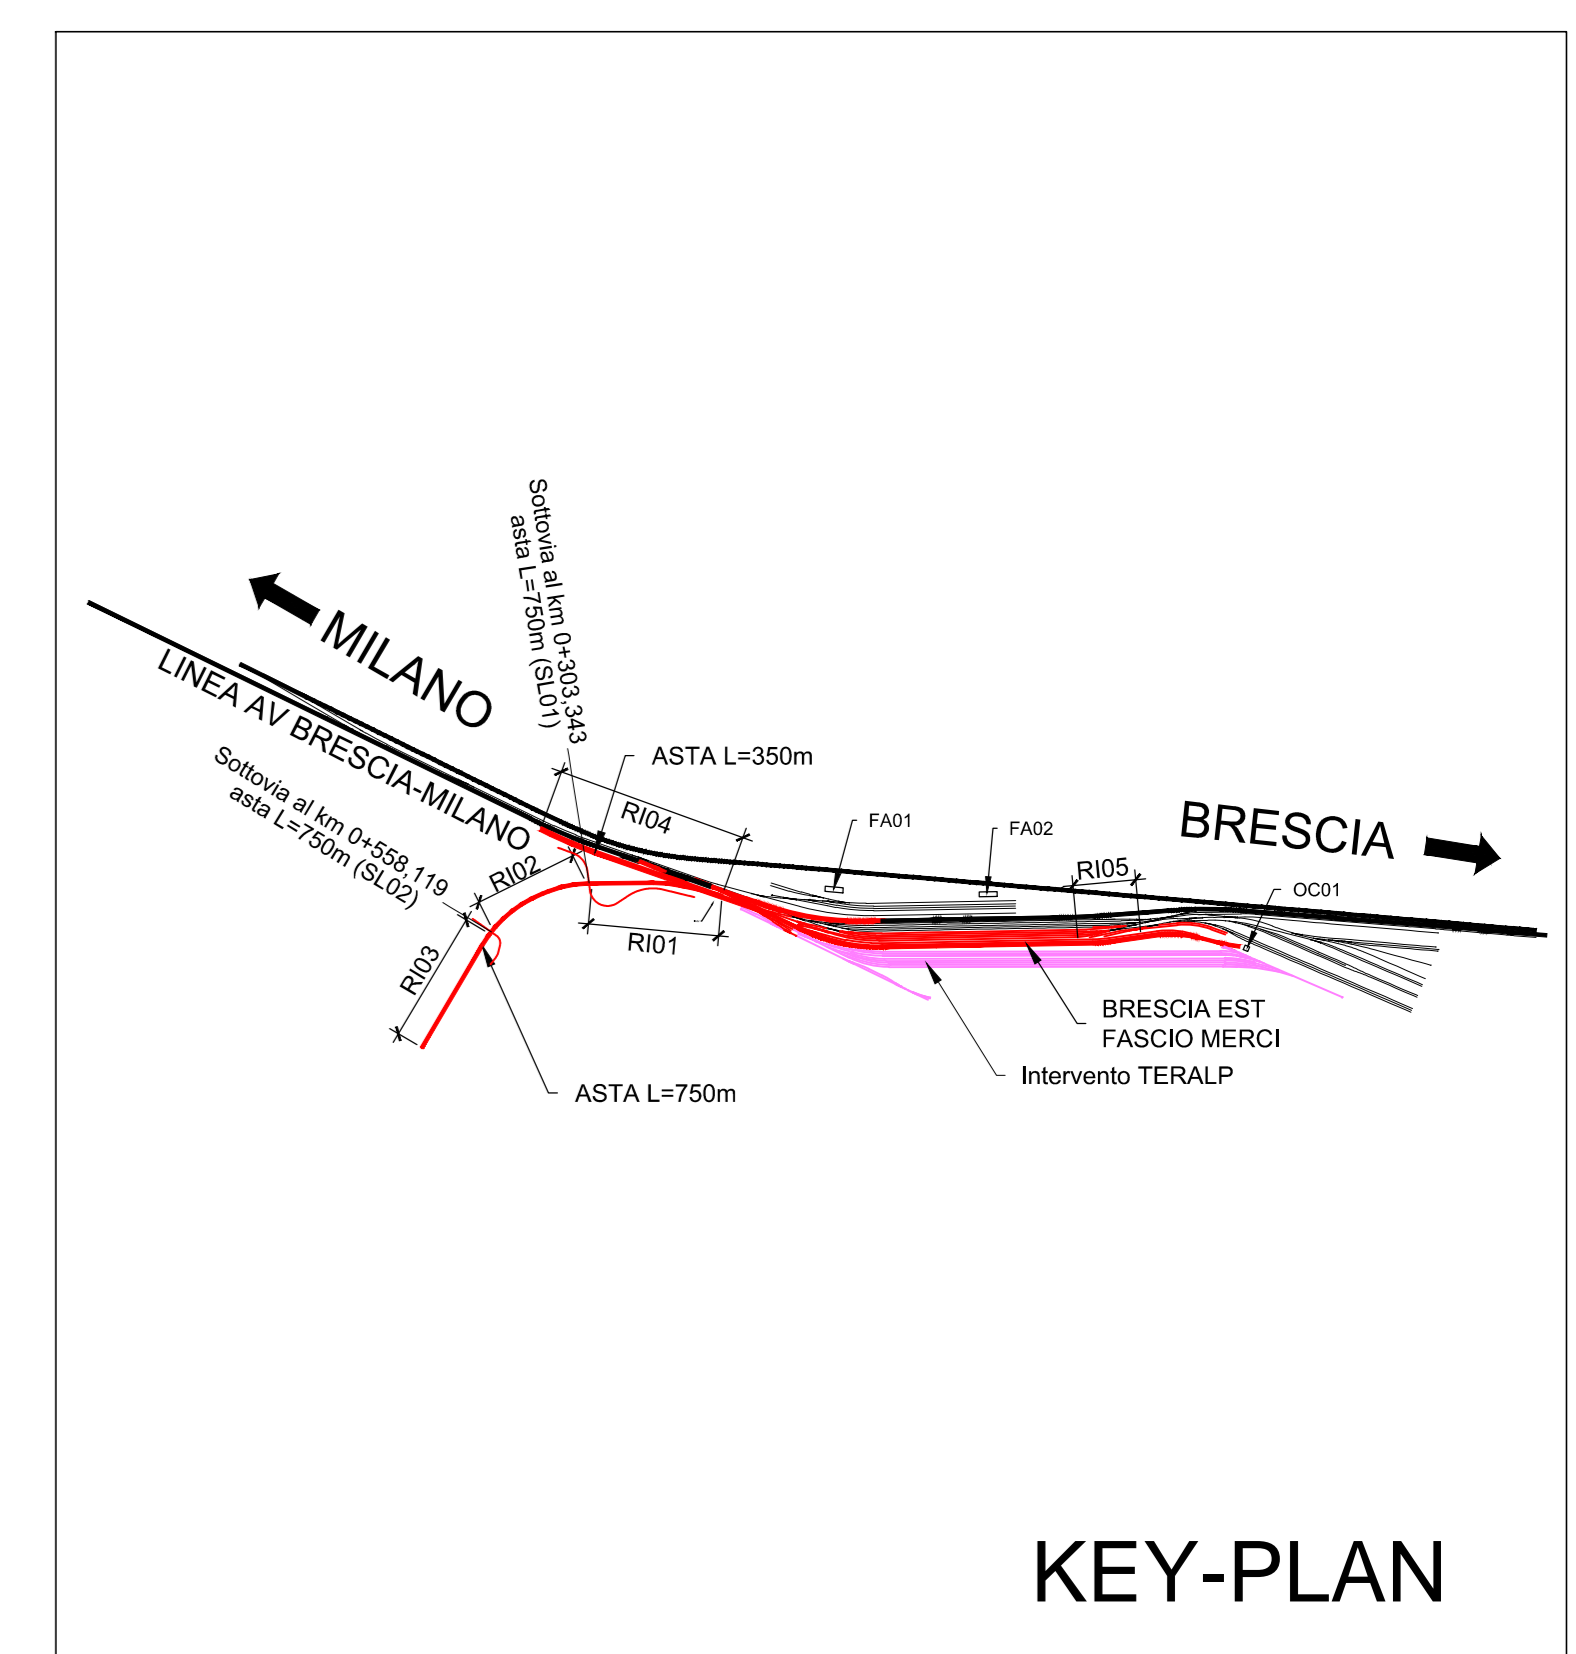 Sottovia al km 0+303,343
asta L=750m (SL01)
MILANO
LINEA AV BRESCIA-MILANO
Sottovia al km 0+558,119
asta L=750m (SL02)
ASTA L=350m
RI04
RI02
RI03
RI01
FA01
FA02
BRESCIA
RI05
OC01
BRESCIA EST
FASCIO MERCI
Intervento TERALP
ASTA L=750m
KEY-PLAN